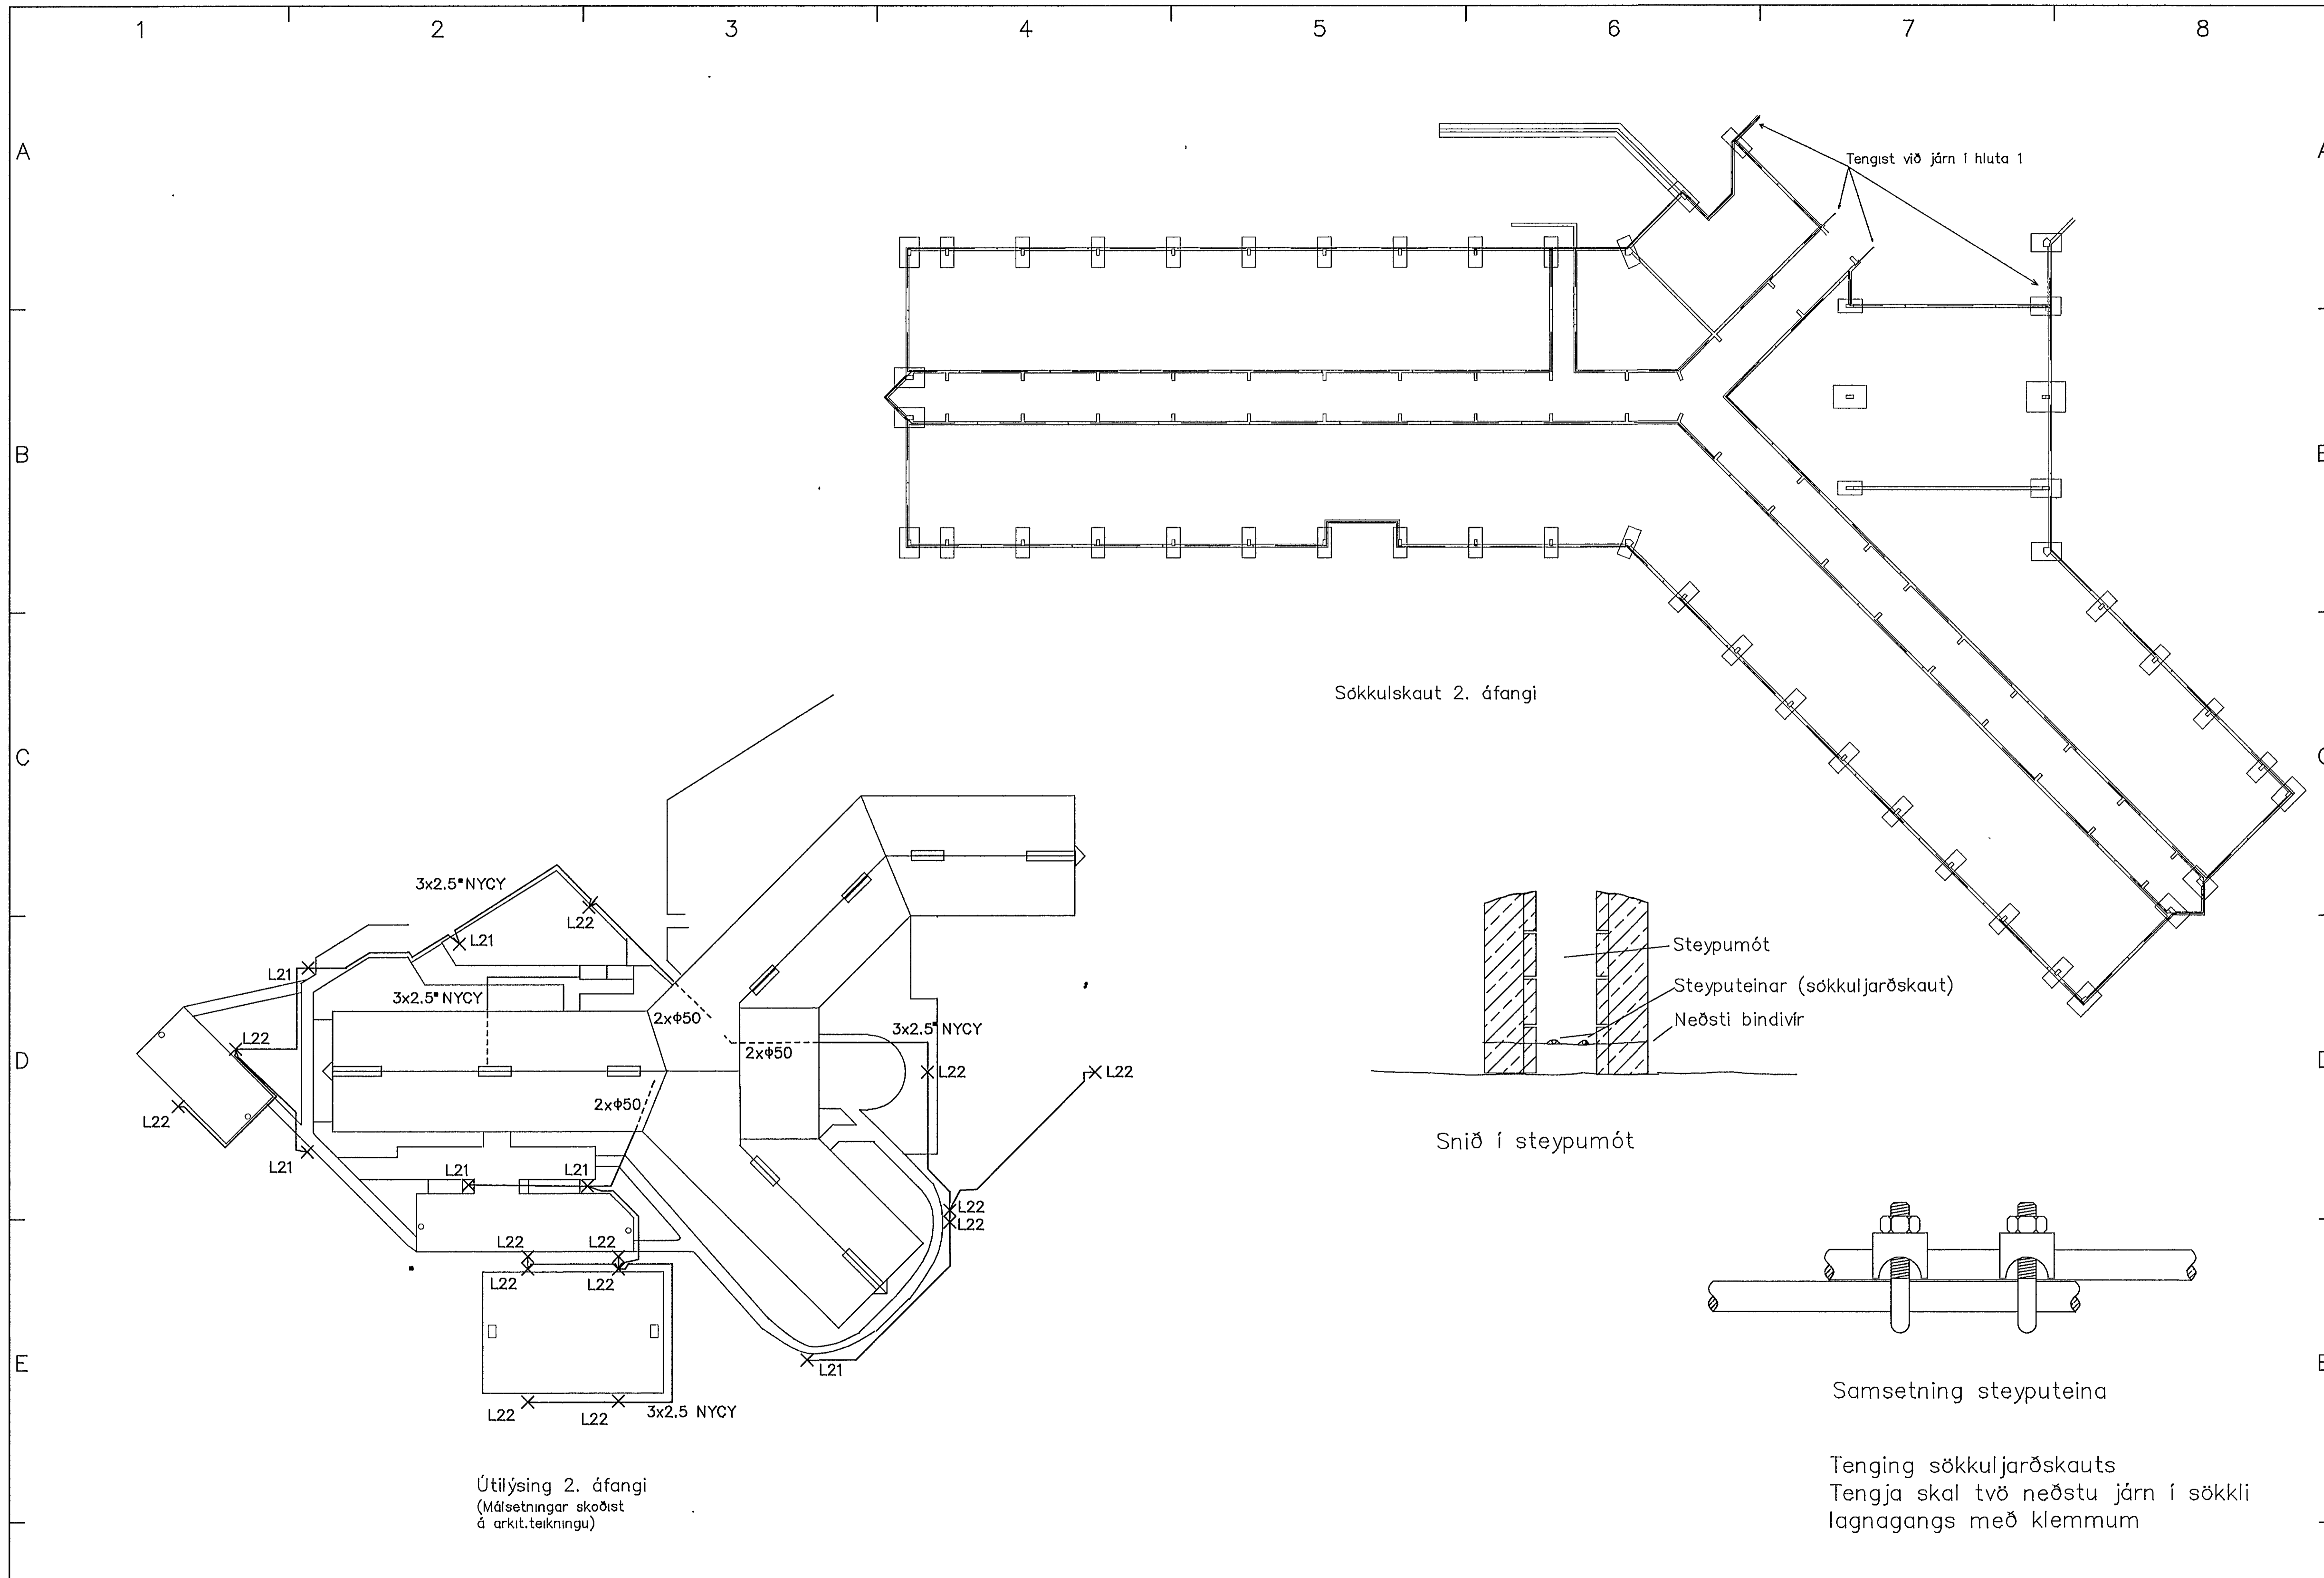 1
2
3
4
5
6
7
8
A
A
Tengist við járn í hluta 1
B
Sökkulskaut 2. áfangi
C
3x2.5" NYCY
L22
L21
L21
3x2.5" NYCY
2xφ50
Steypumót
Steyputeinar (sökkuljarðskaut)
Neðsti bindivír
3x2.5" NYCY
L22
2xφ50
D
L22
L22
2xφ50
L22
Snið í steypumót
L21
L21
L21
L22
L22
L22
L22
L22
L22
E
L21
Samsetning steyputeina
L22
L22
3x2.5 NYCY
Tenging sökkuljarðskauts
Tengja skal tvö neðstu járn í sökkli
lagnagangs með klemmum
Útilýsing 2. áfangi
(Málsetningar skoðist
á arkit.teikningu)